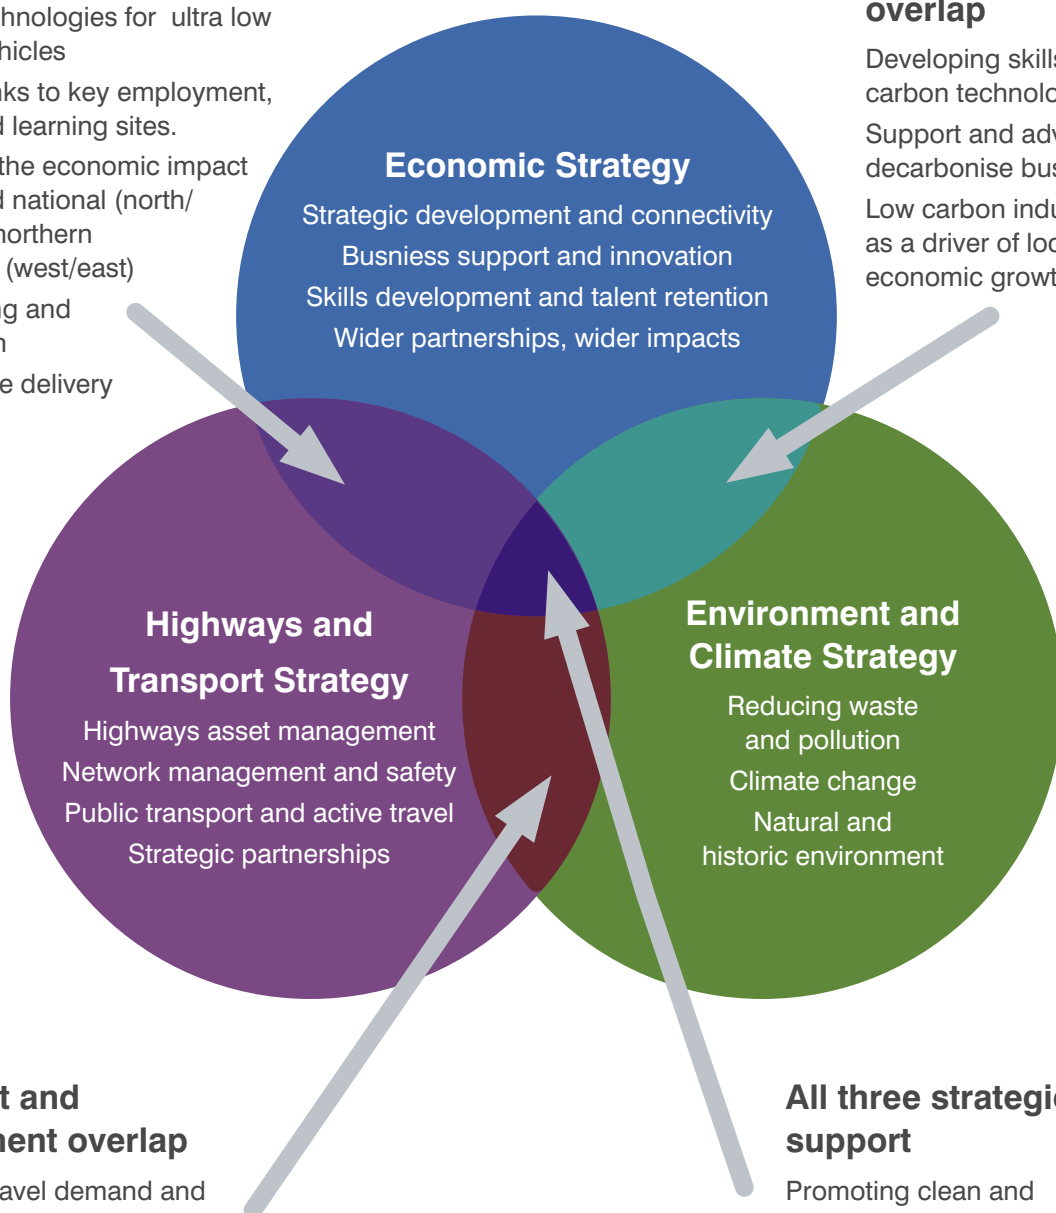 hnologies for ultra low
hicles
ks to key employment,
d learning sites.
the economic impact
d national (north/
northern
(west/east)
g and
e delivery
overlap
Developing skills
carbon technolo
Support and adv
decarbonise bus
Low carbon indu
as a driver of loc
economic growt
Economic Strategy
Strategic development and connectivity
Busniess support and innovation
Skills development and talent retention
Wider partnerships, wider impacts
Highways and
Transport Strategy
Highways asset management
Network management and safety
Public transport and active travel
Strategic partnerships
Environment and
Climate Strategy
Reducing waste
and pollution
Climate change
Natural and
historic environment
t and
ment overlap
avel demand and
All three strategic
support
Promoting clean and